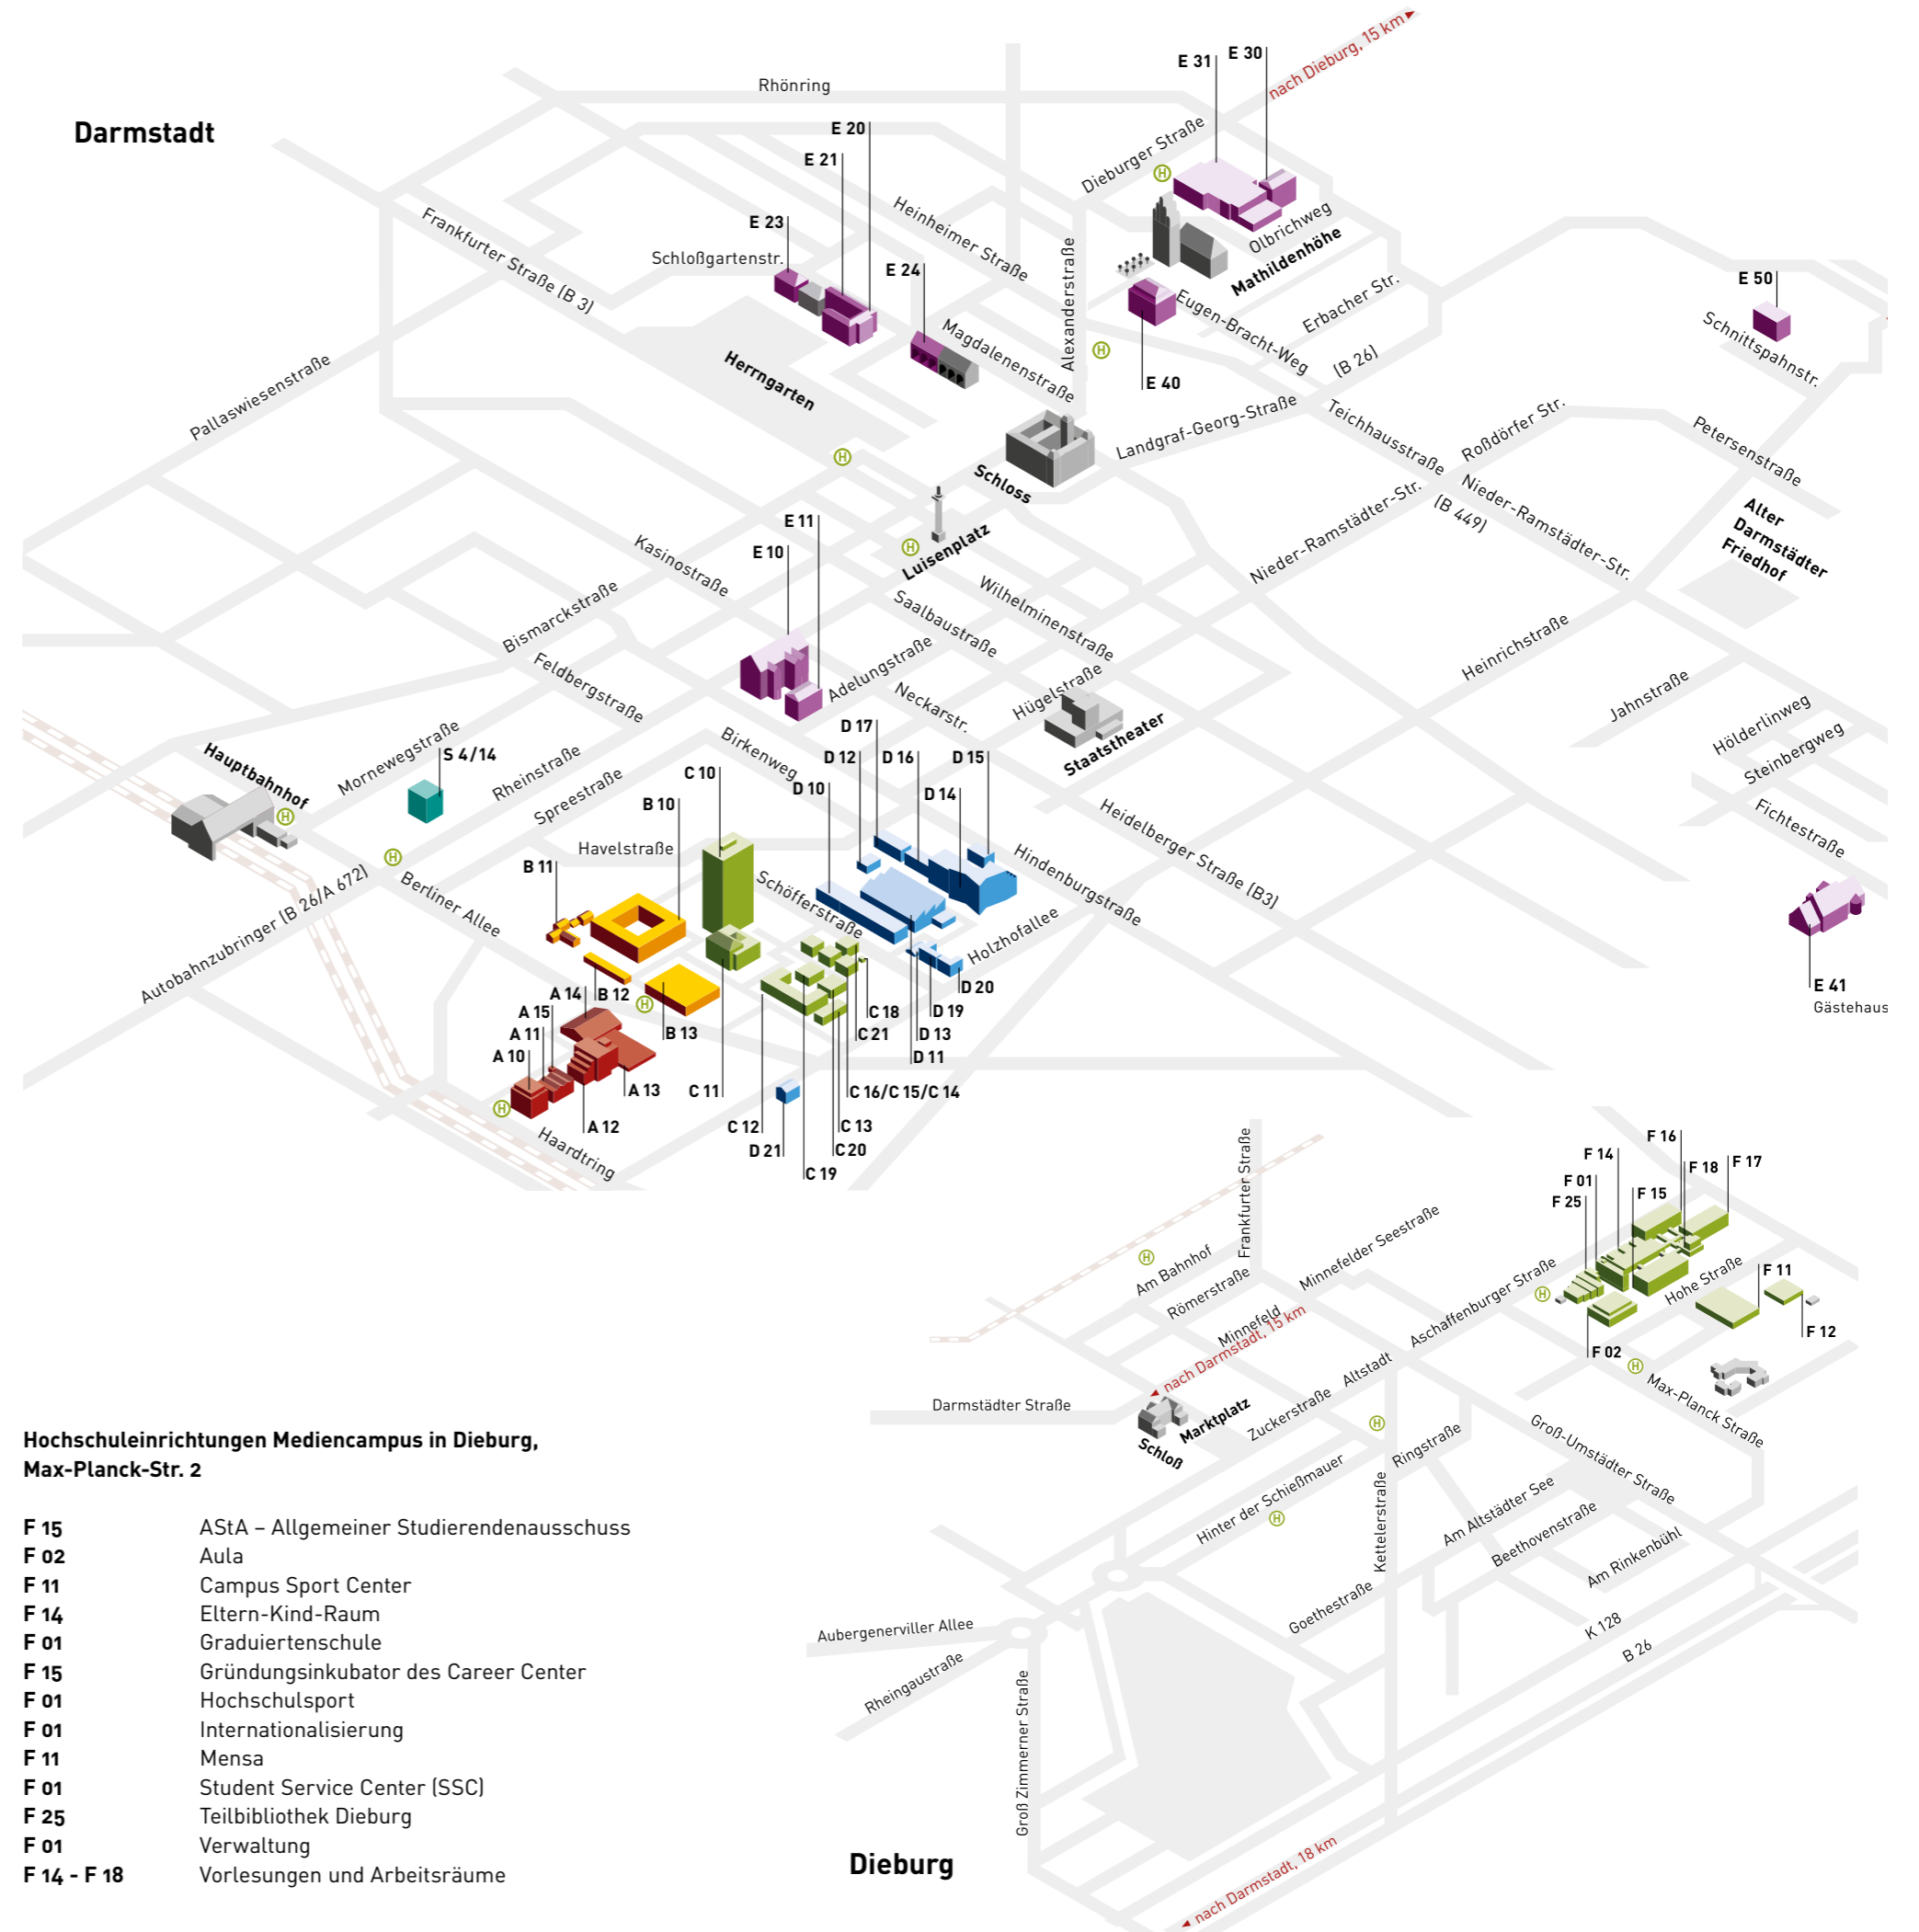 Darmstadt
Rhönring
E 31
E 30
nach Dieburg, 15 km
E 20
E 21
Dieburger Straße
H
E 23
Heinheimer Straße
Frankfurter Straße (B 3)
Schloßgartenstr.
E 24
Alexanderstraße
Olbrichweg
Mathildenhöhe
E 50
Magdalenenstraße
Eugen-Bracht-Weg
Erbacher Str.
Schnittspahnstr.
Herrngarten
H
E 40
(B 26)
Pallaswiesenstraße
Landgraf-Georg-Straße
Teichhausstraße
Roßdörfer Str.
Petersenstraße
H
Schloss
Nieder-Ramstädter-Str.
(B 449)
Nieder-Ramstädter-Str.
Alter
Darmstädter
Friedhof
E 11
E 10
H
Luisenplatz
Kasinostraße
Bismarckstraße
Saalbaustraße
Wilhelminenstraße
Feldbergstraße
Adelungstraße
Heinrichstraße
Neckarstr.
Hügelstraße
Jahnstraße
Hölderlinweg
Steinbergweg
Staatstheater
Hauptbahnhof
H
Mornewegstraße
S 4/14
Rheinstraße
Spreestraße
Birkenweg
C 10
B 10
D 17
D 12
D 16
D 15
D 10
D 14
Fichtestraße
Heidelberger Straße (B3)
H
Havelstraße
B 11
Schöfferstraße
Hindenburgstraße
Autobahnzubringer (B 26/A 672)
Berliner Allee
Holzhofallee
E 41
Gästehaus
A 14
B 12
H
B 13
A 15
A 11
A 10
C 18
C 21
D 20
D 19
D 13
D 11
A 13
C 11
C 16/C 15/C 14
H
A 12
C 12
C 13
D 21
C 20
C 19
Haardtring
F 16
F 14
F 18
F 17
F 01
F 15
F 25
Frankfurter Straße
Minnefelder Seestraße
H
Am Bahnhof
Römerstraße
Minnefeld
nach Darmstadt, 15 km
Aschaffenburger Straße
H
Hohe Straße
F 11
F 12
F 02
H
Altstadt
Zuckerstraße
Darmstädter Straße
Marktplatz
Schloß
H
Max-Planck Straße
Ringstraße
Groß-Umstädter Straße
Hinter der Schießmauer
H
Kettelerstraße
Am Altstädter See
Beethovenstraße
Am Rinkenbühl
Goethestraße
K 128
B 26
Aubergenerviller Allee
Rheingaustraße
Groß Zimmerner Straße
Dieburg
nach Darmstadt, 18 km
Hochschuleinrichtungen Mediencampus in Dieburg,
Max-Planck-Str. 2
F 15 AStA – Allgemeiner Studierendenausschuss
F 02 Aula
F 11 Campus Sport Center
F 14 Eltern-Kind-Raum
F 01 Graduiertenschule
F 15 Gründungsinkubator des Career Center
F 01 Hochschulsport
F 01 Internationalisierung
F 11 Mensa
F 01 Student Service Center (SSC)
F 25 Teilbibliothek Dieburg
F 01 Verwaltung
F 14 - F 18 Vorlesungen und Arbeitsräume